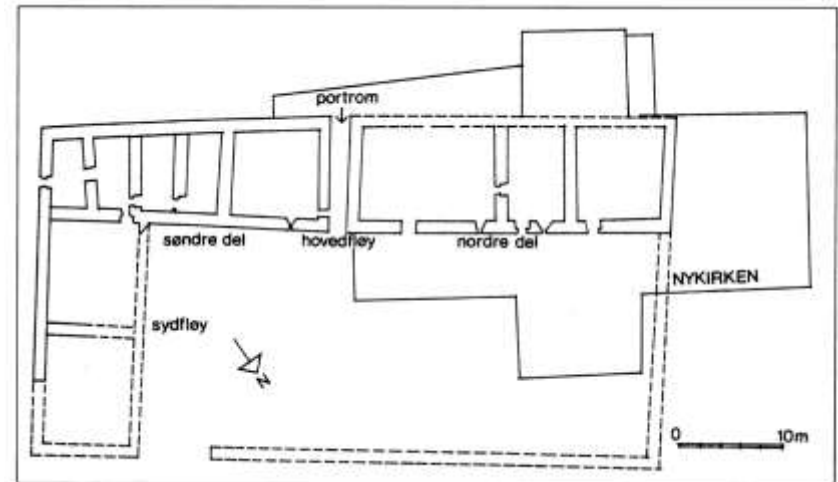 portrom
søndre del
hovedfløy
nordre del
NYKIRKEN
sydfløy
N
0 10m